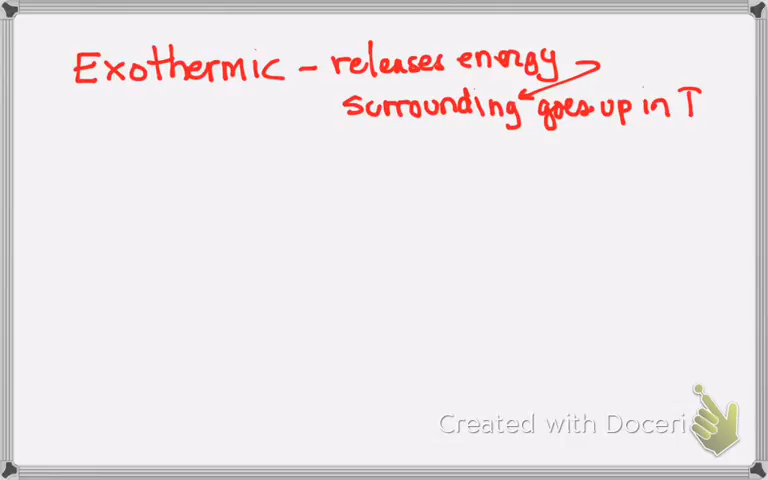 Exothermic – releases energy
surrounding goes up in T
Created with Doceri